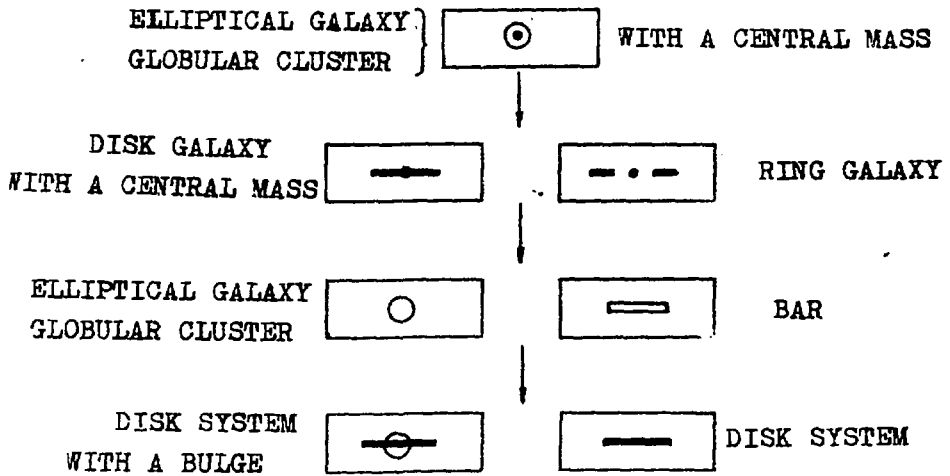 ELLIPTICAL GALAXY
GLOBULAR CLUSTER
WITH A CENTRAL MASS
DISK GALAXY
WITH A CENTRAL MASS
RING GALAXY
ELLIPTICAL GALAXY
GLOBULAR CLUSTER
BAR
DISK SYSTEM
WITH A BULGE
DISK SYSTEM